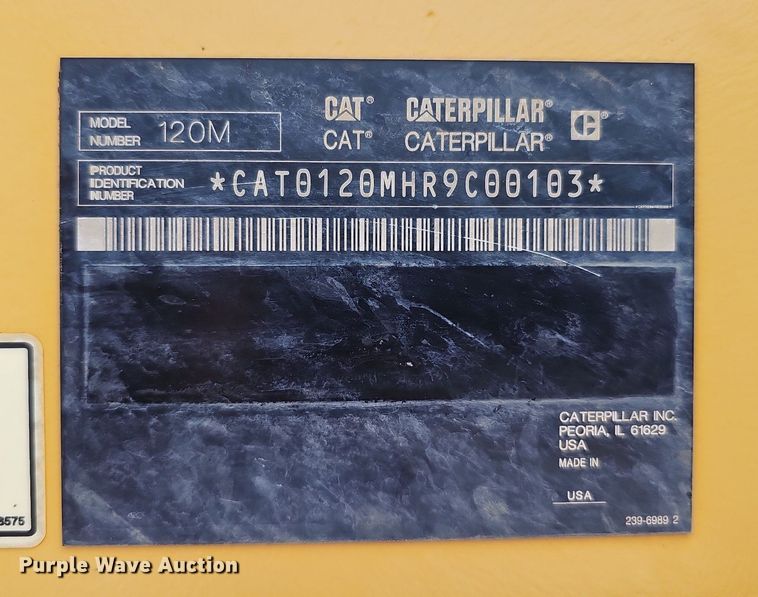 CAT® CATERPILLAR® C®
MODEL NUMBER 120M
CAT® CATERPILLAR®
PRODUCT IDENTIFICATION NUMBER *CAT0120MHR9C00103*
CATERPILLAR INC.
PEORIA, IL 61629
USA
MADE IN
USA
239-6989 2
3575
Purple Wave Auction